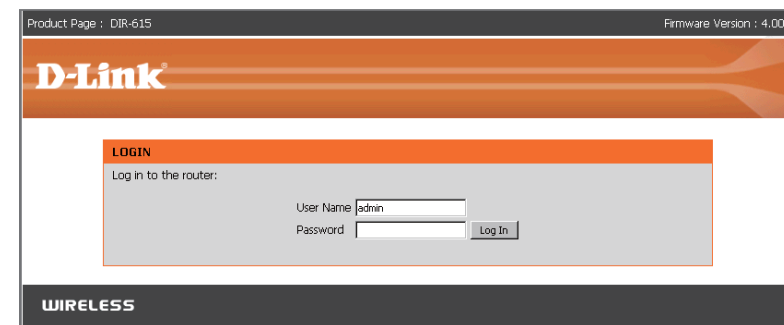 Product Page : DIR-615 Firmware Version : 4.00
D-Link
LOGIN
Log in to the router:
User Name admin
Password Log In
WIRELESS